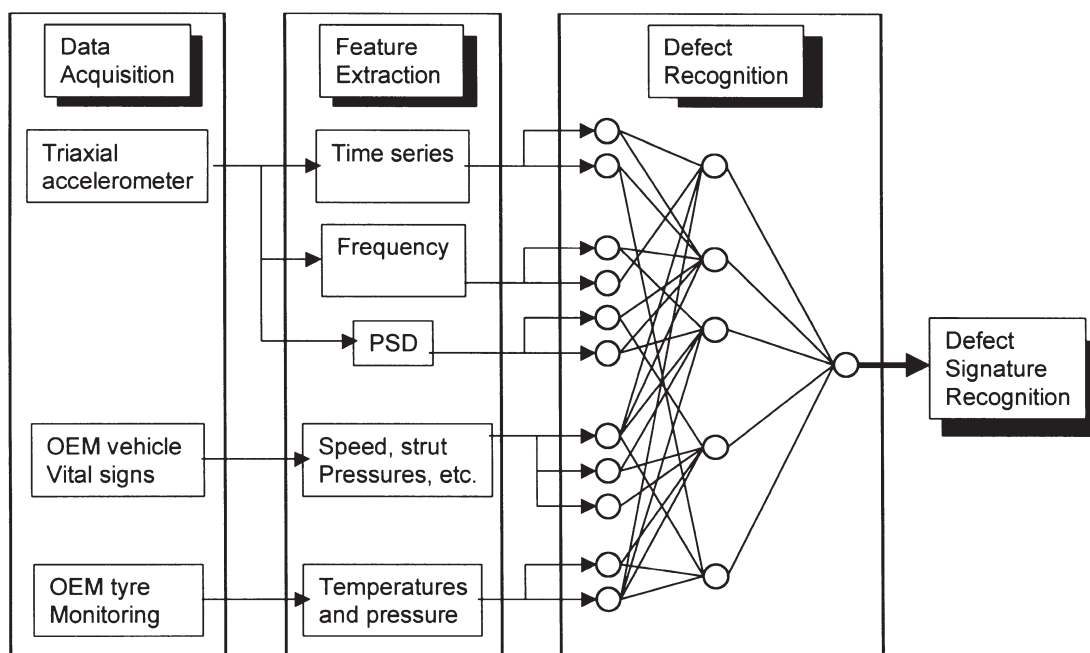 Data
Acquisition
Feature
Extraction
Defect
Recognition
Triaxial
accelerometer
Time series
Frequency
PSD
OEM vehicle
Vital signs
Speed, strut
Pressures, etc.
OEM tyre
Monitoring
Temperatures
and pressure
Defect
Signature
Recognition